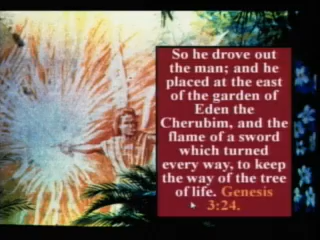 So he drove out
the man; and he
placed at the east
of the garden of
Eden the
Cherubim, and the
flame of a sword
which turned
every way, to keep
the way of the tree
of life. Genesis
3:24.